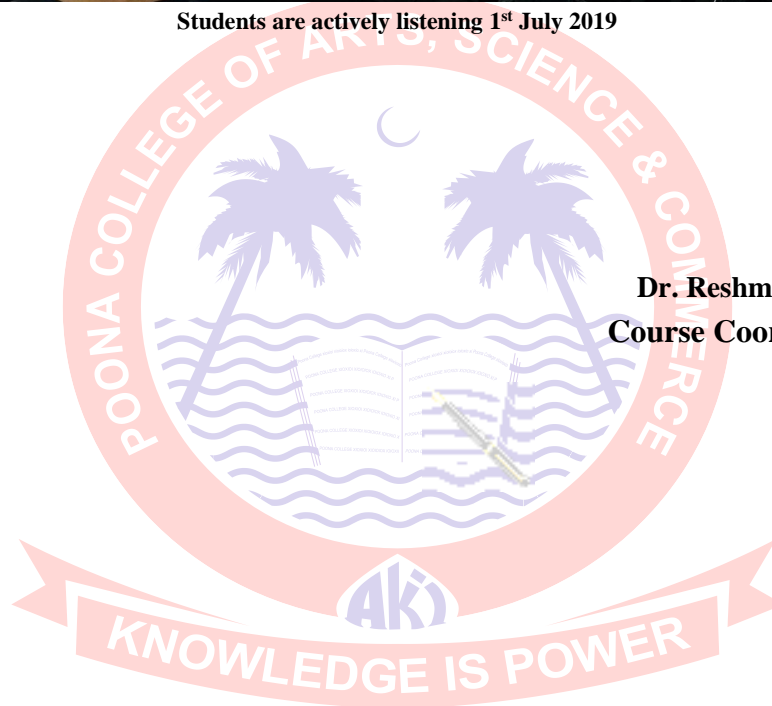 Students are actively listening 1st July 2019
POONA COLLEGE OF ARTS, SCIENCE & COMMERCE
Dr. Reshm
Course Coor
AKI
KNOWLEDGE IS POWER